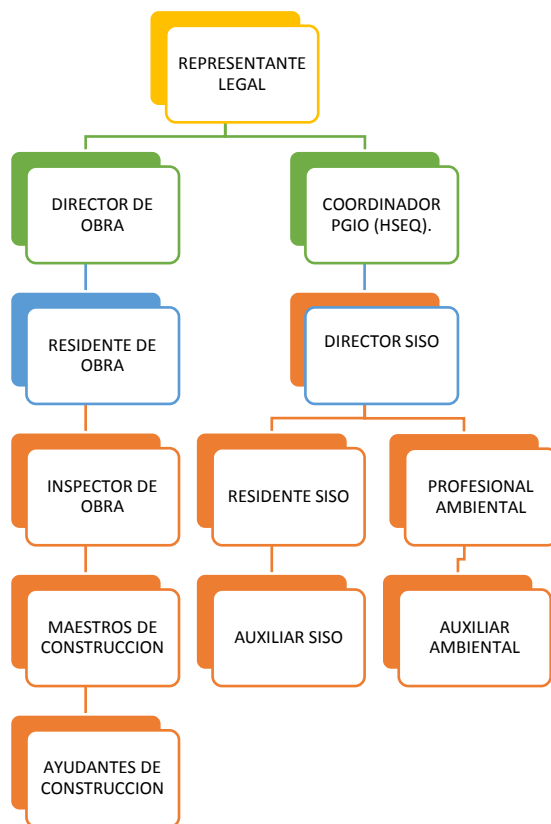 REPRESENTANTE
LEGAL
DIRECTOR DE
OBRA
COORDINADOR
PGIO (HSEQ).
RESIDENTE DE
OBRA
DIRECTOR SISO
INSPECTOR DE
OBRA
RESIDENTE SISO
PROFESIONAL
AMBIENTAL
MAESTROS DE
CONSTRUCCION
AUXILIAR SISO
AUXILIAR
AMBIENTAL
AYUDANTES DE
CONSTRUCCION